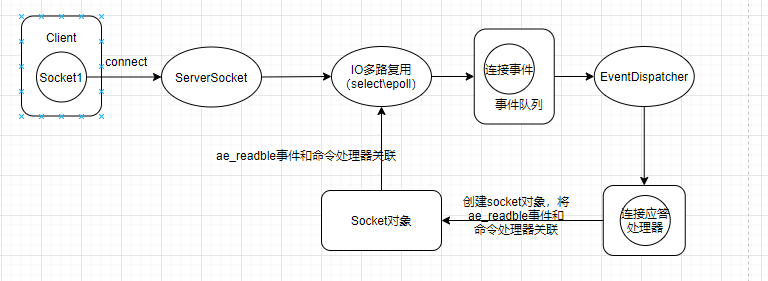 Client
Socket1
connect
ServerSocket
IO多路复用
（select\epoll）
连接事件
事件队列
EventDispatcher
ae_readble事件和命令处理器关联
Socket对象
创建socket对象，将
ae_readble事件和
命令处理器关联
连接应答
处理器